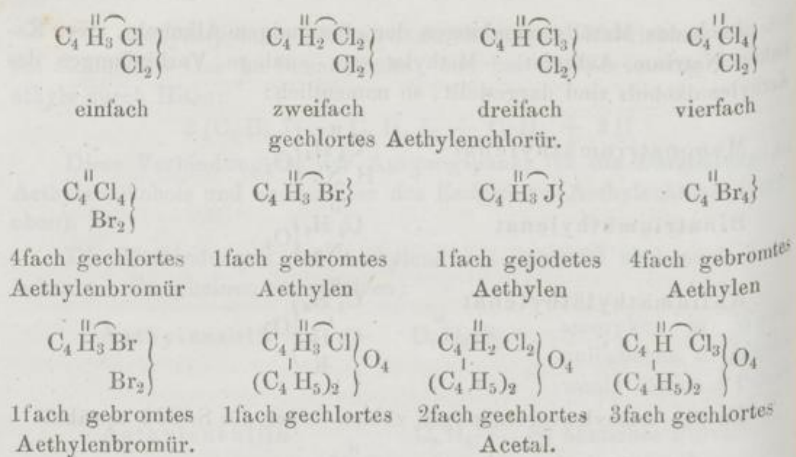 C₄ H₃ Cl C₄ H₂ Cl₂ C₄ H Cl₃ C₄ Cl₄
Cl₂ Cl₂ Cl₂ Cl₂
einfach zweifach dreifach vierfach
gechlortes Aethylenchlorür.
C₄ Cl₄ C₄ H₃ Br} C₄ H₃ J} C₄ Br₄}
Br₂
4fach gechlortes 1fach gebromtes 1fach gejodetes 4fach gebromtes
Aethylenbromür Aethylen Aethylen Aethylen
C₄ H₃ Br C₄ H₃ Cl C₄ H₂ Cl₂ C₄ H Cl₃
O₄ O₄ O₄
Br₂ (C₄ H₅)₂ (C₄ H₅)₂ (C₄ H₅)₂
1fach gebromtes 1fach gechlortes 2fach gechlortes 3fach gechlortes
Aethylenbromür. Acetal.